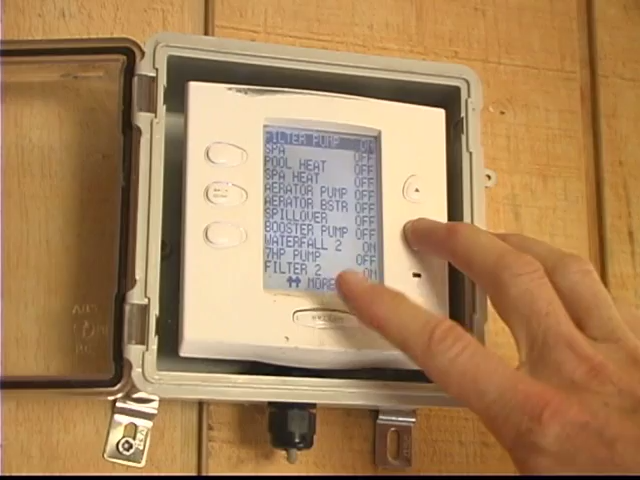 FILTER PUMP ON
SPA OFF
POOL HEAT OFF
SPA HEAT OFF
AERATOR PUMP OFF
AERATOR BSTR OFF
SPILLOVER OFF
BOOSTER PUMP OFF
WATERFALL 2 ON
7HP PUMP OFF
FILTER 2 ON
MORE